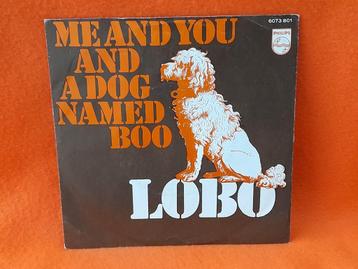 6073 801
PHILIPS
ME AND YOU
AND
A DOG
NAMED
BOO
LOBO